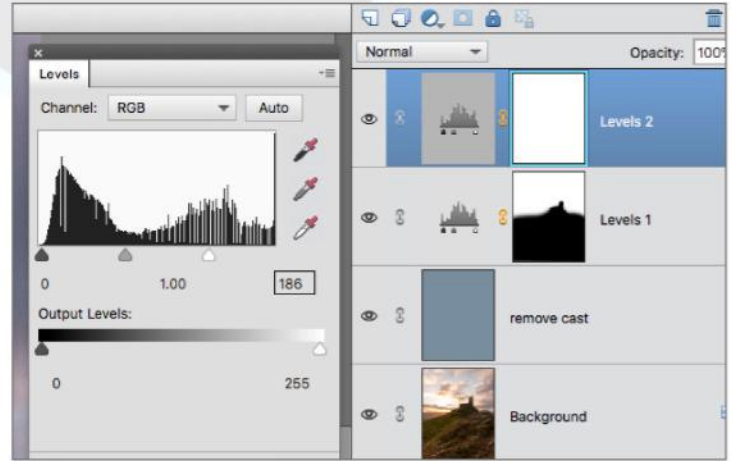 Levels
Channel: RGB Auto
0 1.00 186
Output Levels:
0 255
Normal Opacity: 100%
Levels 2
Levels 1
remove cast
Background